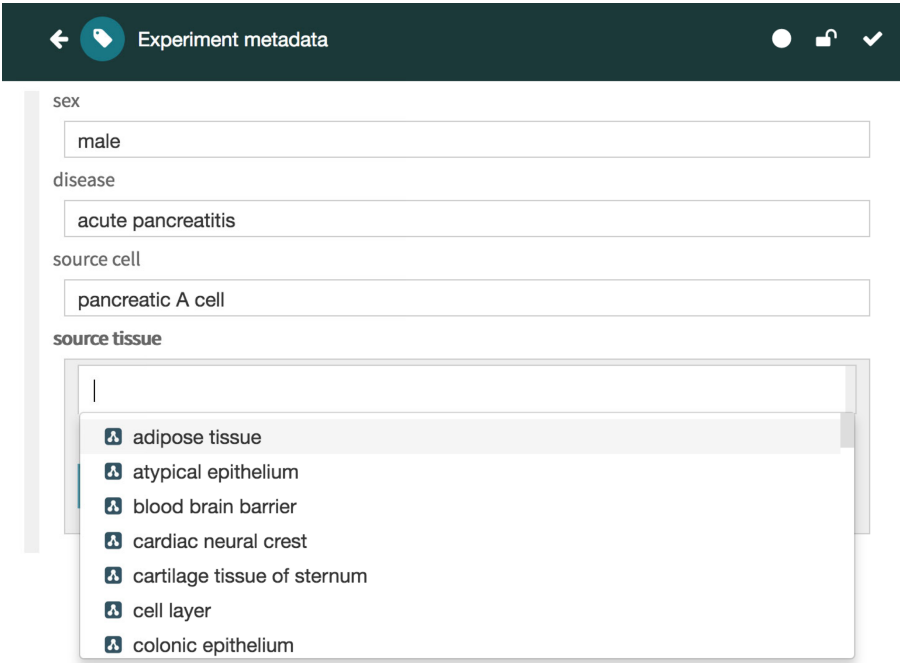 Experiment metadata
sex
male
disease
acute pancreatitis
source cell
pancreatic A cell
source tissue
adipose tissue
atypical epithelium
blood brain barrier
cardiac neural crest
cartilage tissue of sternum
cell layer
colonic epithelium